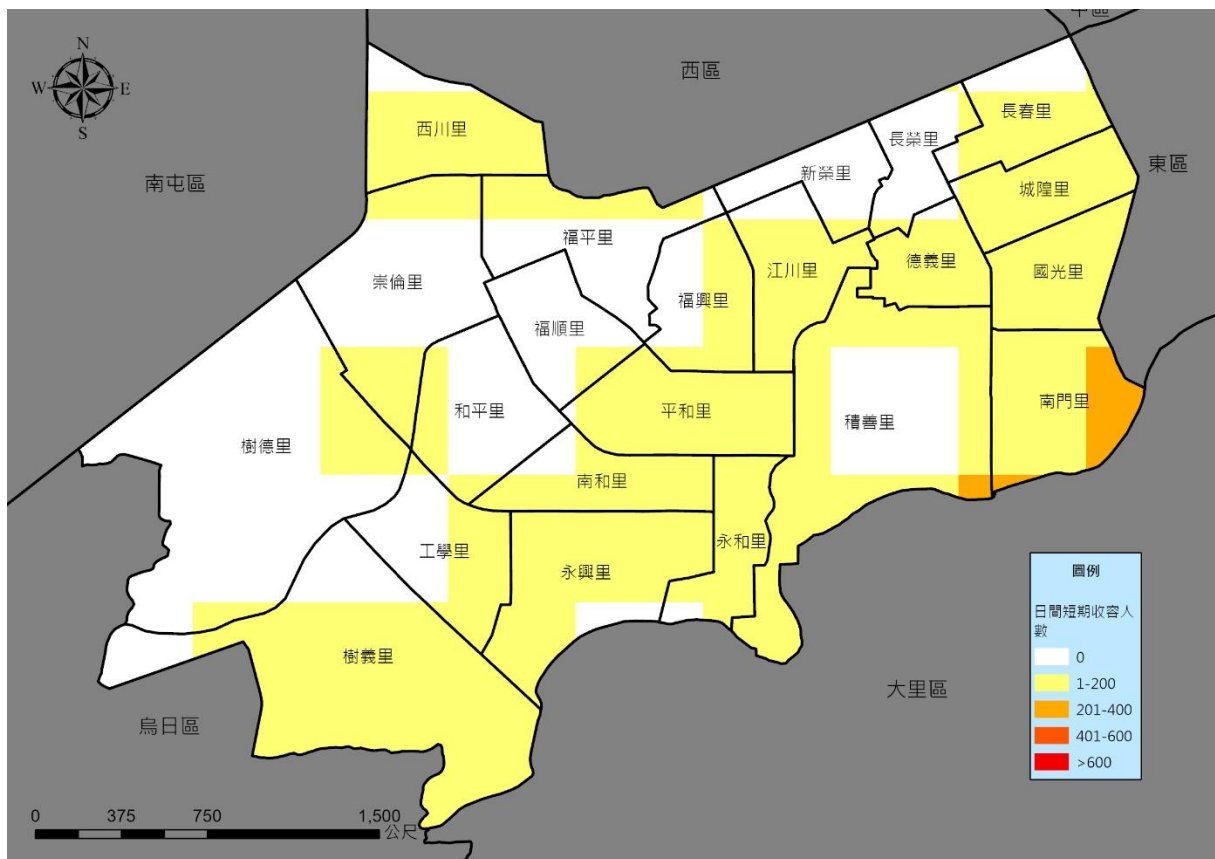 中區
N
W E
S
西區
南屯區
東區
西川里
長春里
長榮里
新榮里
城隍里
福平里
德義里
江川里
國光里
崇倫里
福興里
福順里
南門里
和平里
平和里
積善里
樹德里
南和里
永和里
工學里
永興里
樹義里
大里區
烏日區
圖例
日間短期收容人
數
0
1-200
201-400
401-600
>600
0 375 750 1,500
公尺